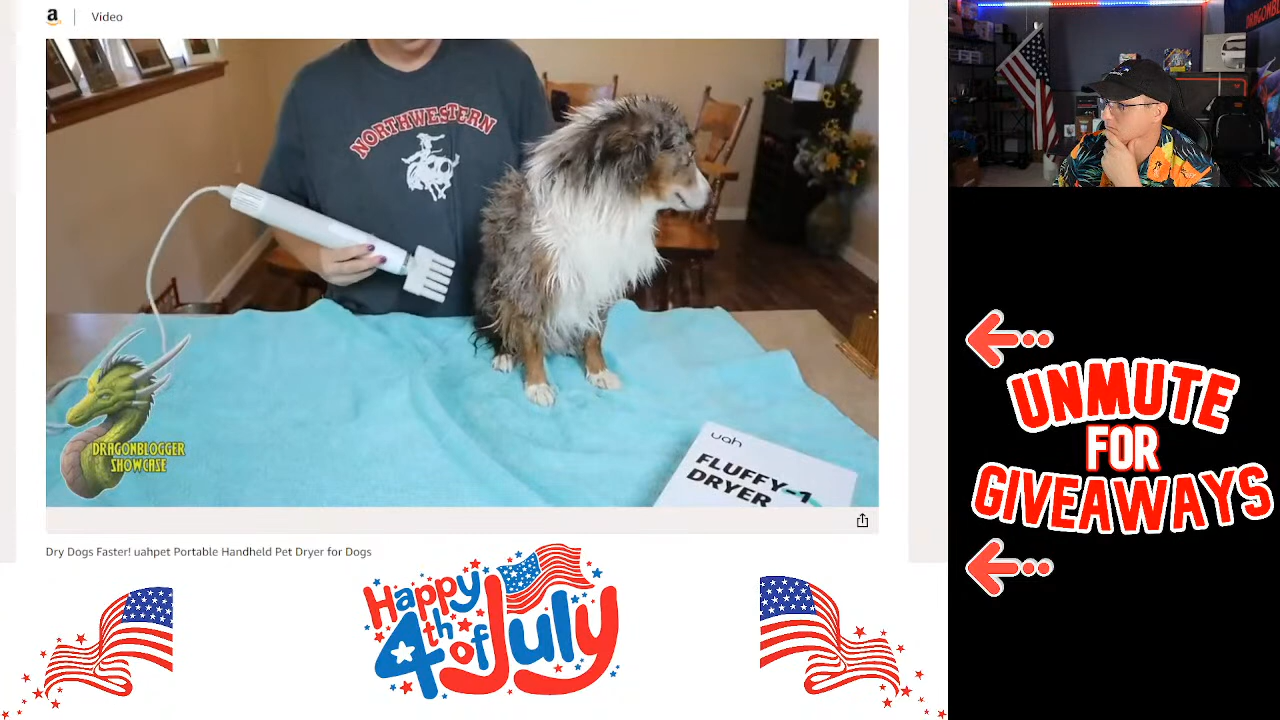 a
Video
NORTHWESTERN
W
DRAGONBLOGGER
SHOWCASE
uah
FLUFFY-1
DRYER
Dry Dogs Faster! uahpet Portable Handheld Pet Dryer for Dogs
Happy
4th of July
UNMUTE
FOR
GIVEAWAYS